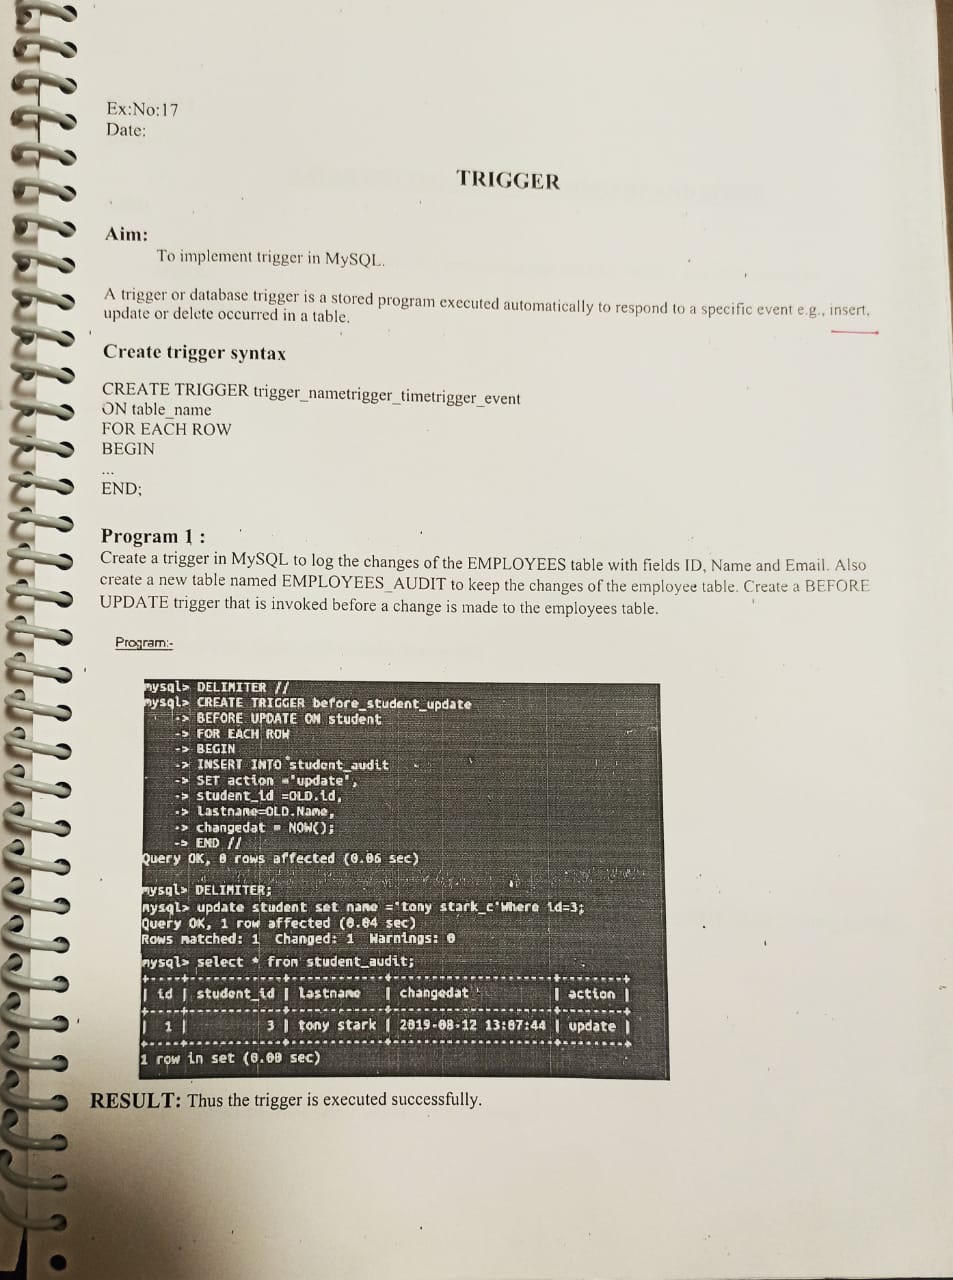 Ex:No:17
Date:
TRIGGER
Aim:
To implement trigger in MySQL.
A trigger or database trigger is a stored program executed automatically to respond to a specific event e.g., insert,
update or delete occurred in a table.
Create trigger syntax
CREATE TRIGGER trigger_nametrigger_timetrigger_event
ON table_name
FOR EACH ROW
BEGIN
...
END;
Program 1 :
Create a trigger in MySQL to log the changes of the EMPLOYEES table with fields ID, Name and Email. Also
create a new table named EMPLOYEES_AUDIT to keep the changes of the employee table. Create a BEFORE
UPDATE trigger that is invoked before a change is made to the employees table.
Program:-
mysql> DELIMITER //
mysql> CREATE TRIGGER before_student_update
-> BEFORE UPDATE ON student
-> FOR EACH ROW
-> BEGIN
-> INSERT INTO student_audit
-> SET action ="update",
-> student_id =OLD.id,
-> lastname=OLD.Name,
-> changedat = NOW();
-> END //
Query OK, 0 rows affected (0.06 sec)
mysql> DELIMITER;
mysql> update student set name ='tony stark_c'Where id=3;
Query OK, 1 row affected (0.04 sec)
Rows matched: 1 Changed: 1 Warnings: 0
mysql> select * from student_audit;
| id | student_id | lastname | changedat | action |
| 1 | 3 | tony stark | 2019-08-12 13:07:44 | update |
1 row in set (0.00 sec)
RESULT: Thus the trigger is executed successfully.